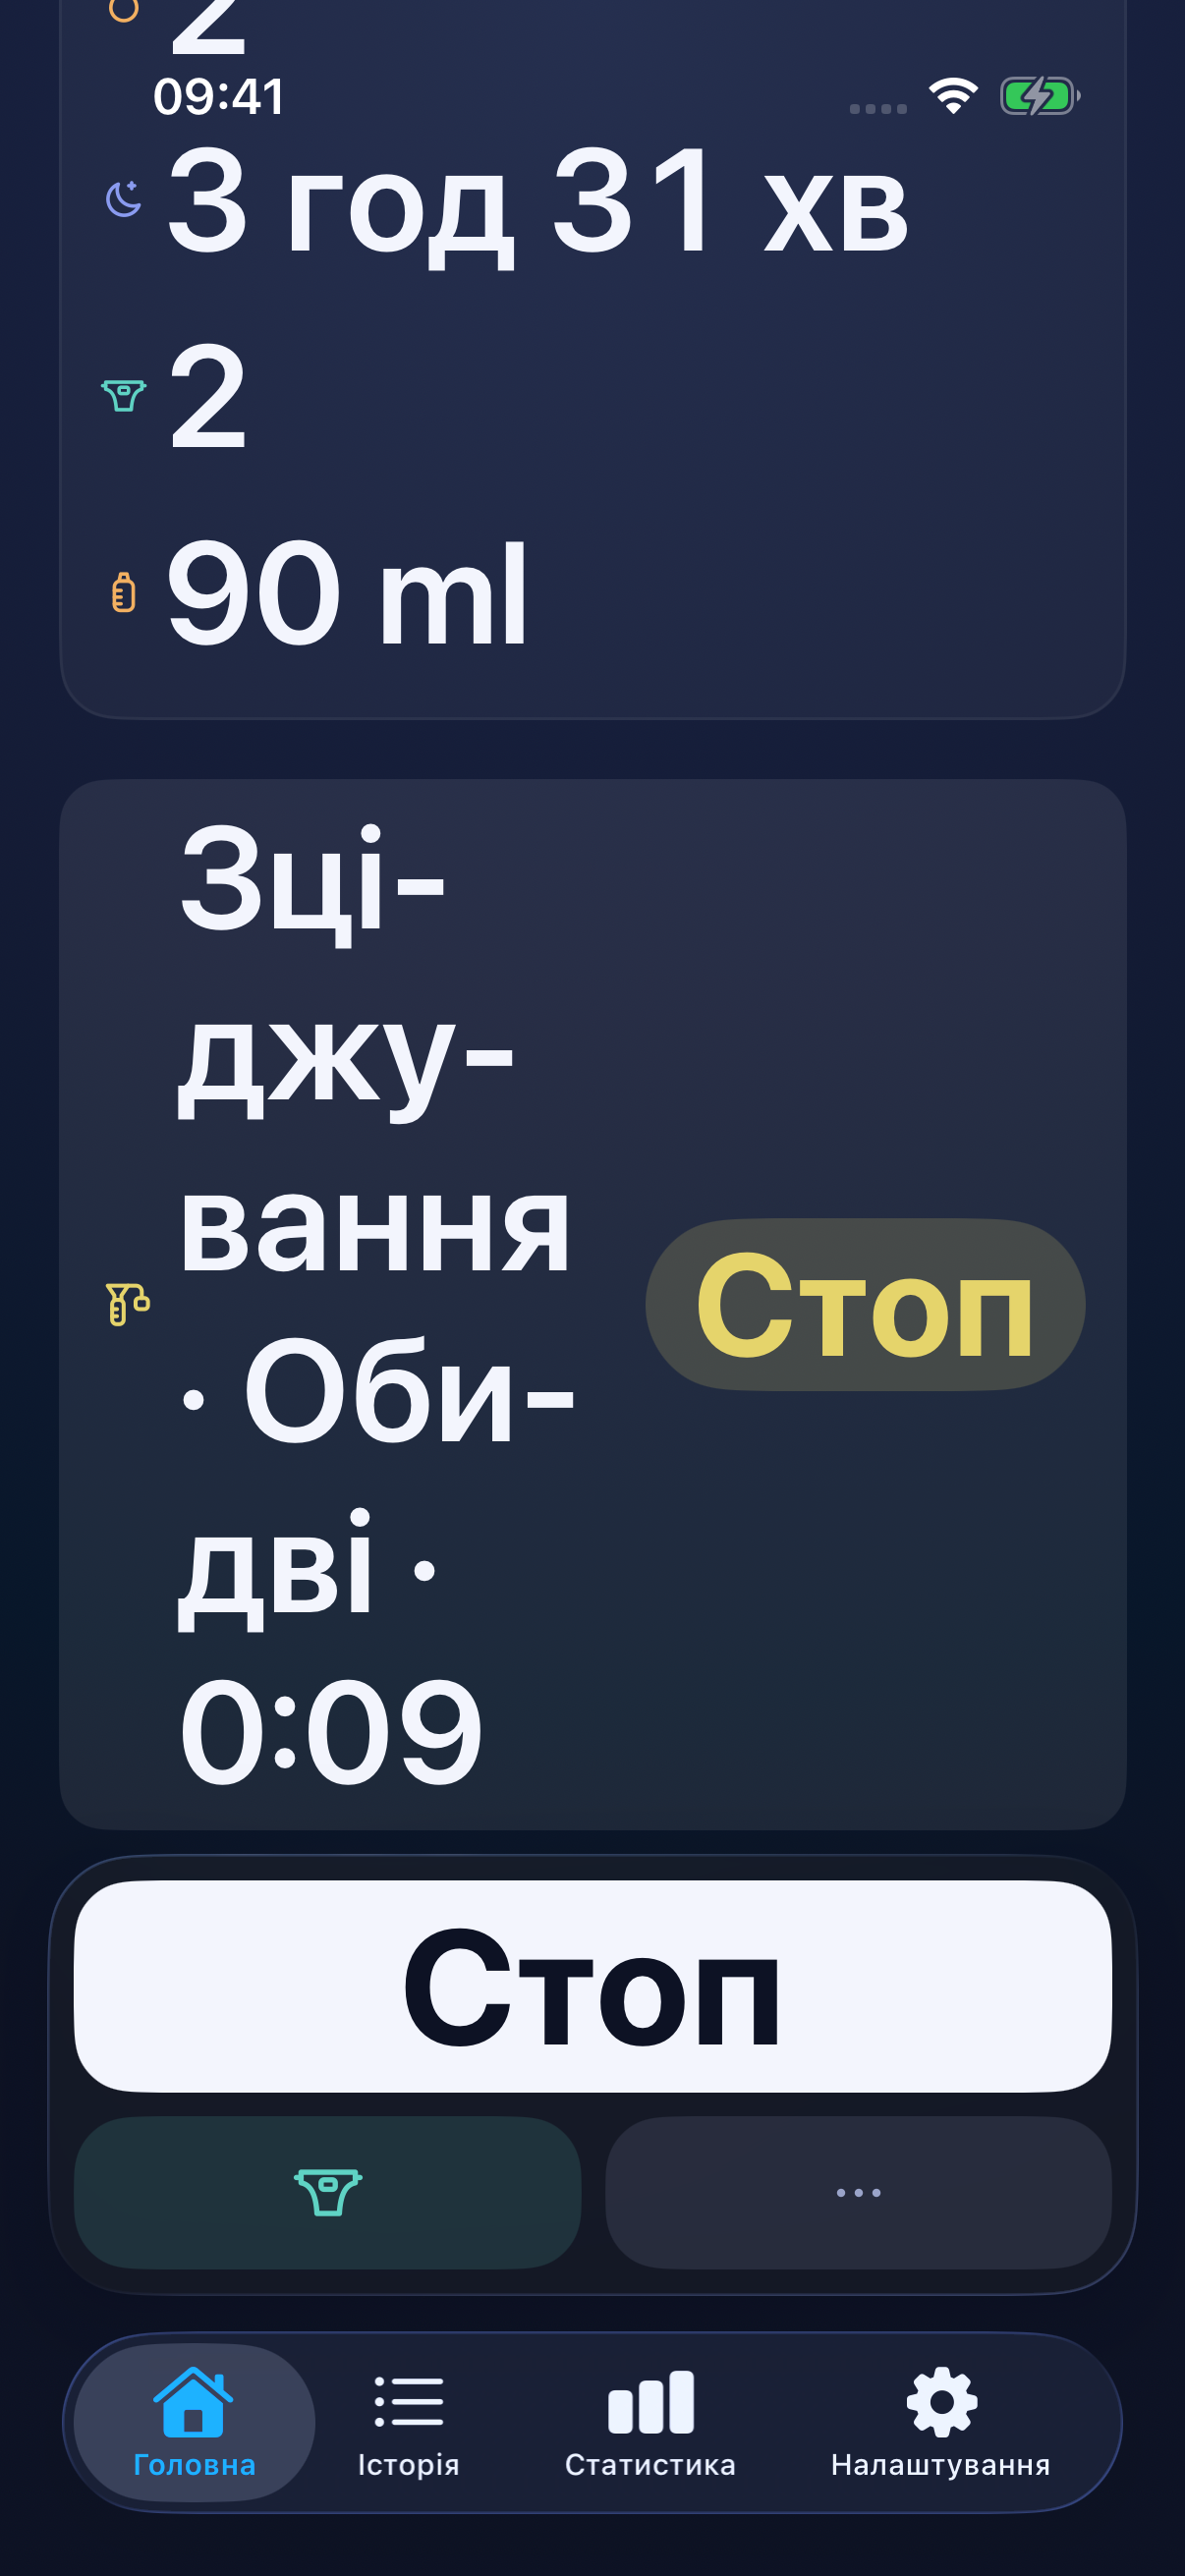 2
09:41
3 год 31 хв
2
90 ml
Зці-
джу-
вання
· Оби-
дві ·
0:09
Стоп
Стоп
Головна
Історія
Статистика
Налаштування